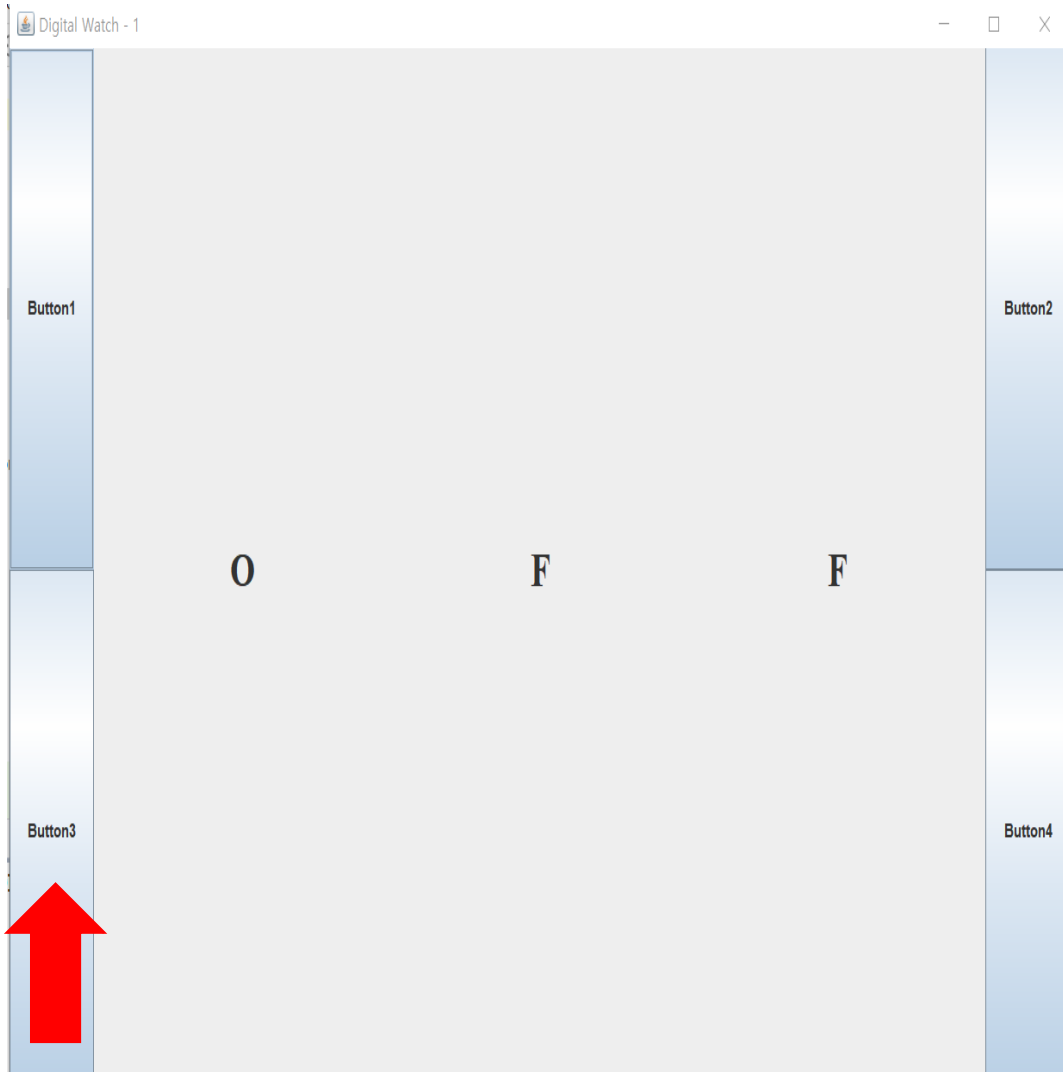 Digital Watch - 1
Button1
Button2
O F F
Button3
Button4